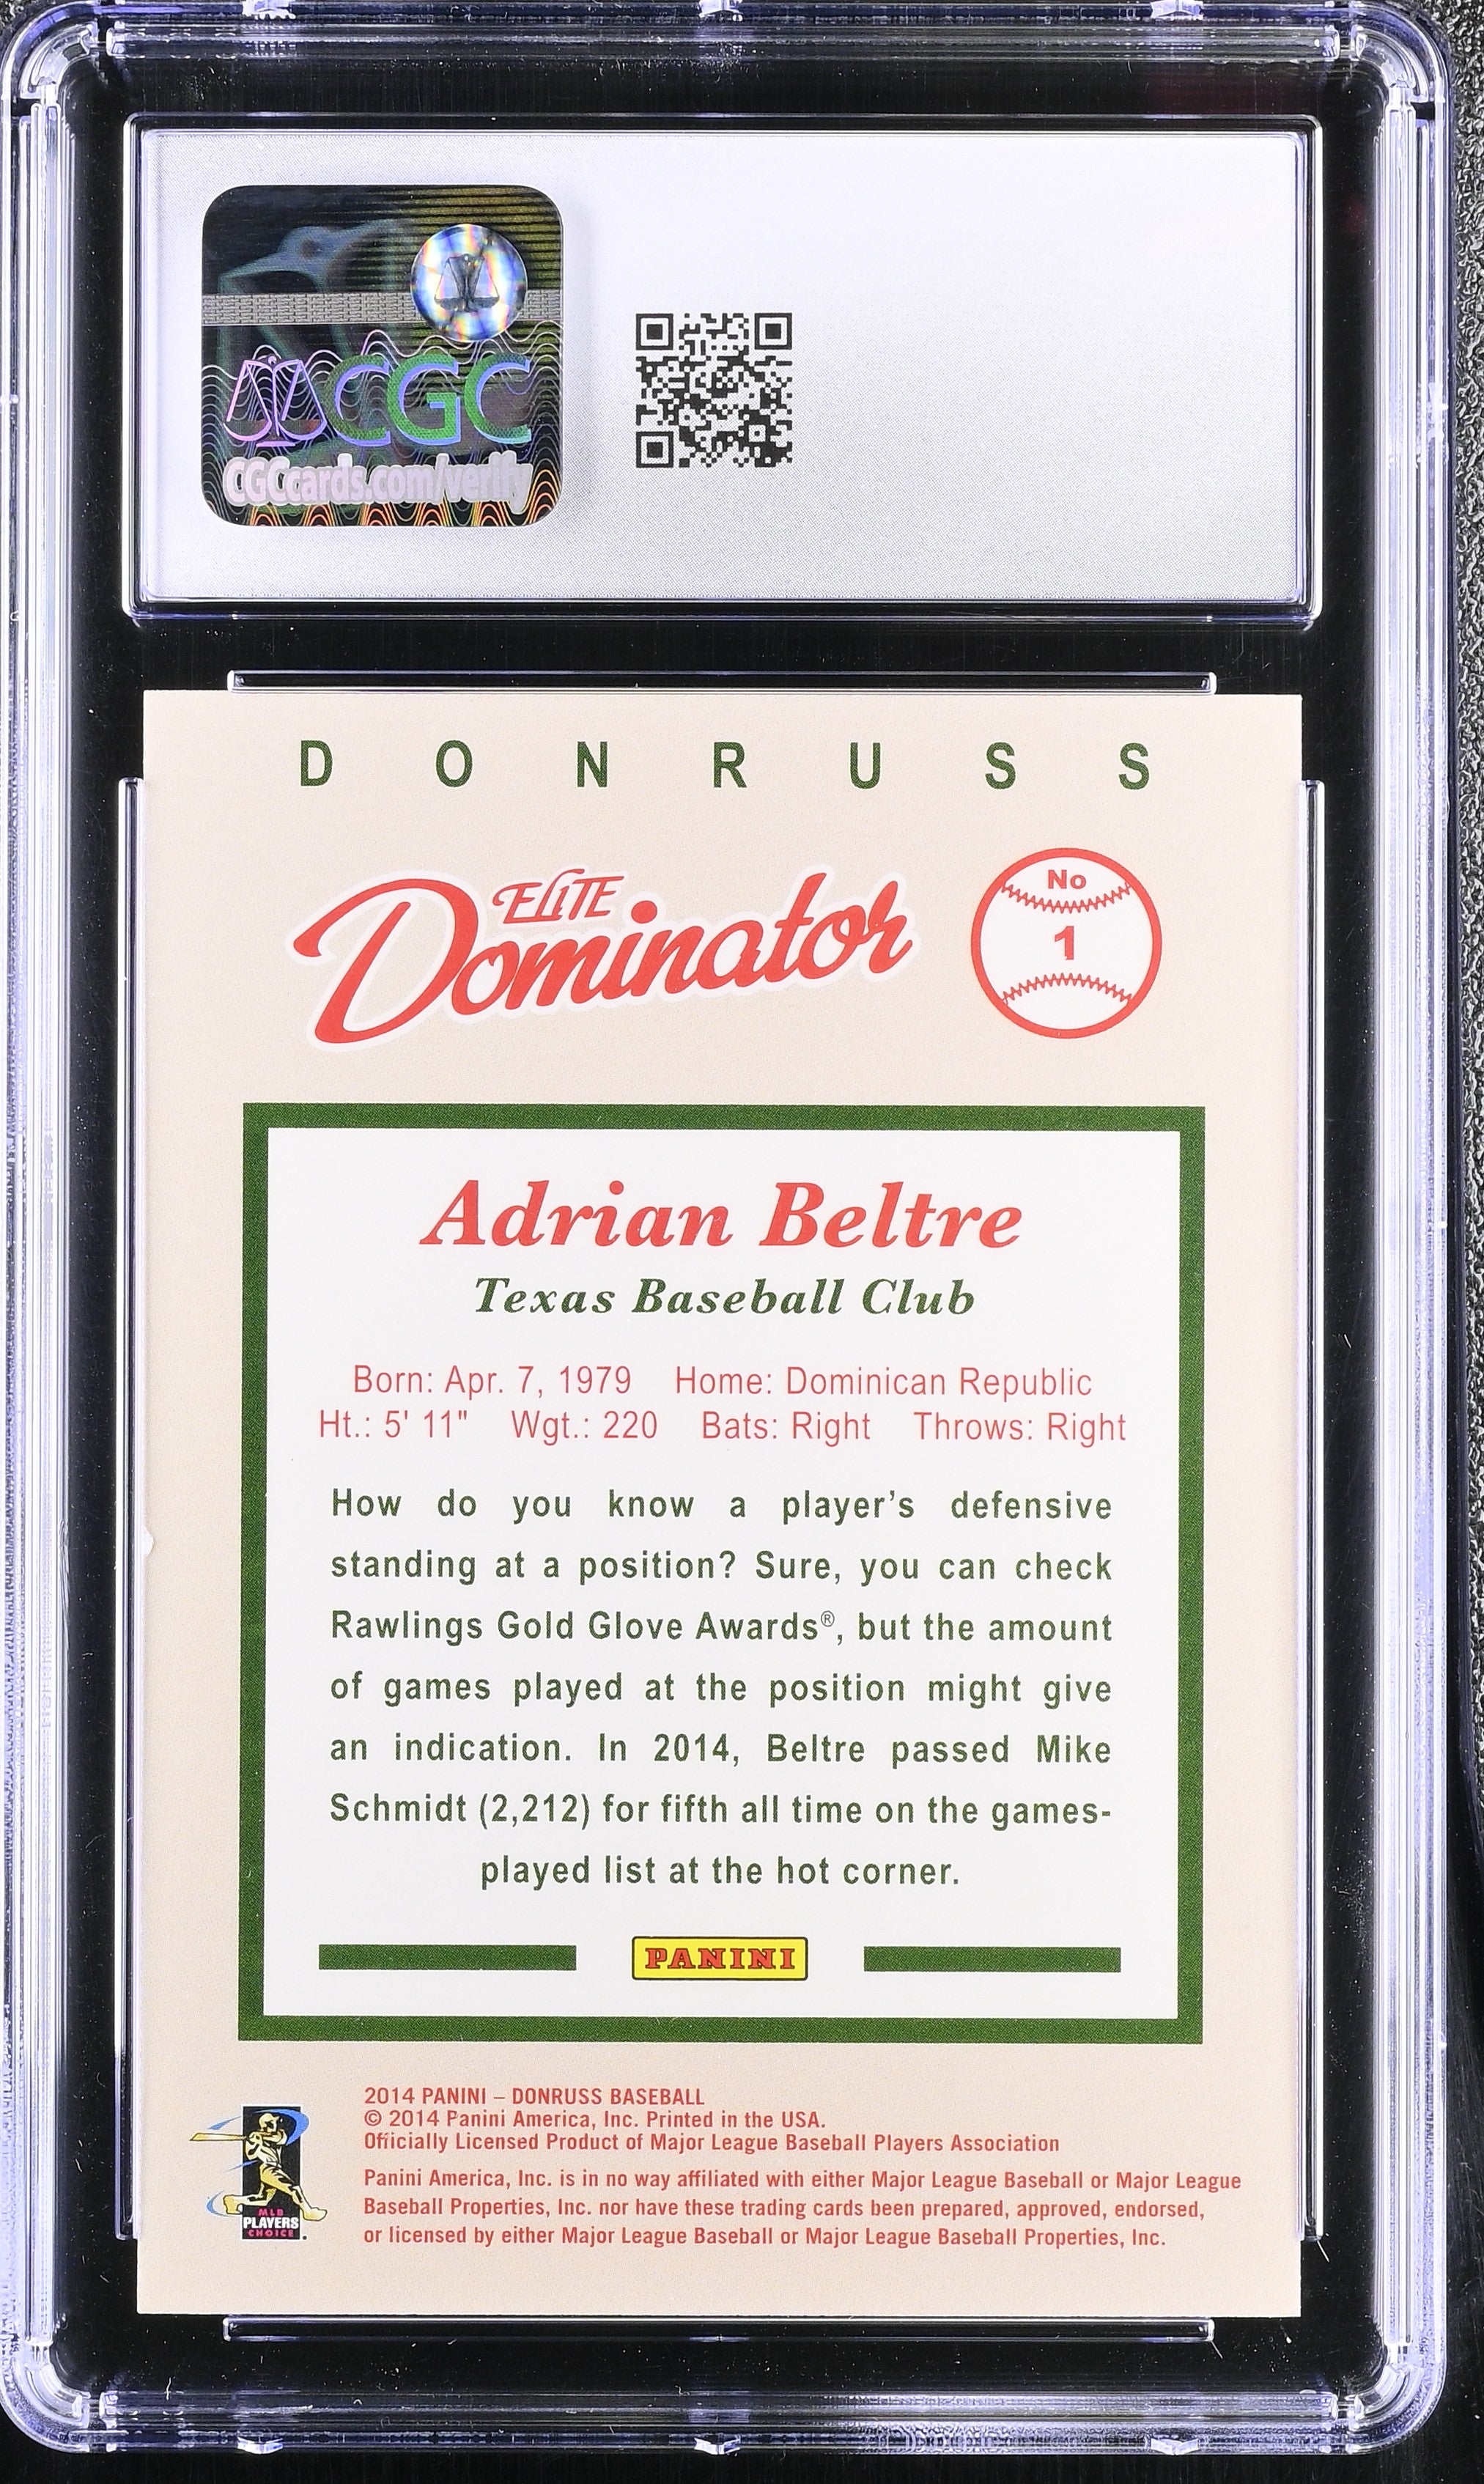 CGC
CGCcards.com/verify
DONRUSS
ELITE
Dominator
No
1
Adrian Beltre
Texas Baseball Club
Born: Apr. 7, 1979 Home: Dominican Republic
Ht.: 5' 11" Wgt.: 220 Bats: Right Throws: Right
How do you know a player’s defensive
standing at a position? Sure, you can check
Rawlings Gold Glove Awards®, but the amount
of games played at the position might give
an indication. In 2014, Beltre passed Mike
Schmidt (2,212) for fifth all time on the games-
played list at the hot corner.
PANINI
2014 PANINI – DONRUSS BASEBALL
© 2014 Panini America, Inc. Printed in the USA.
Officially Licensed Product of Major League Baseball Players Association
Panini America, Inc. is in no way affiliated with either Major League Baseball or Major League
Baseball Properties, Inc. nor have these trading cards been prepared, approved, endorsed,
or licensed by either Major League Baseball or Major League Baseball Properties, Inc.
MLB
PLAYERS
CHOICE